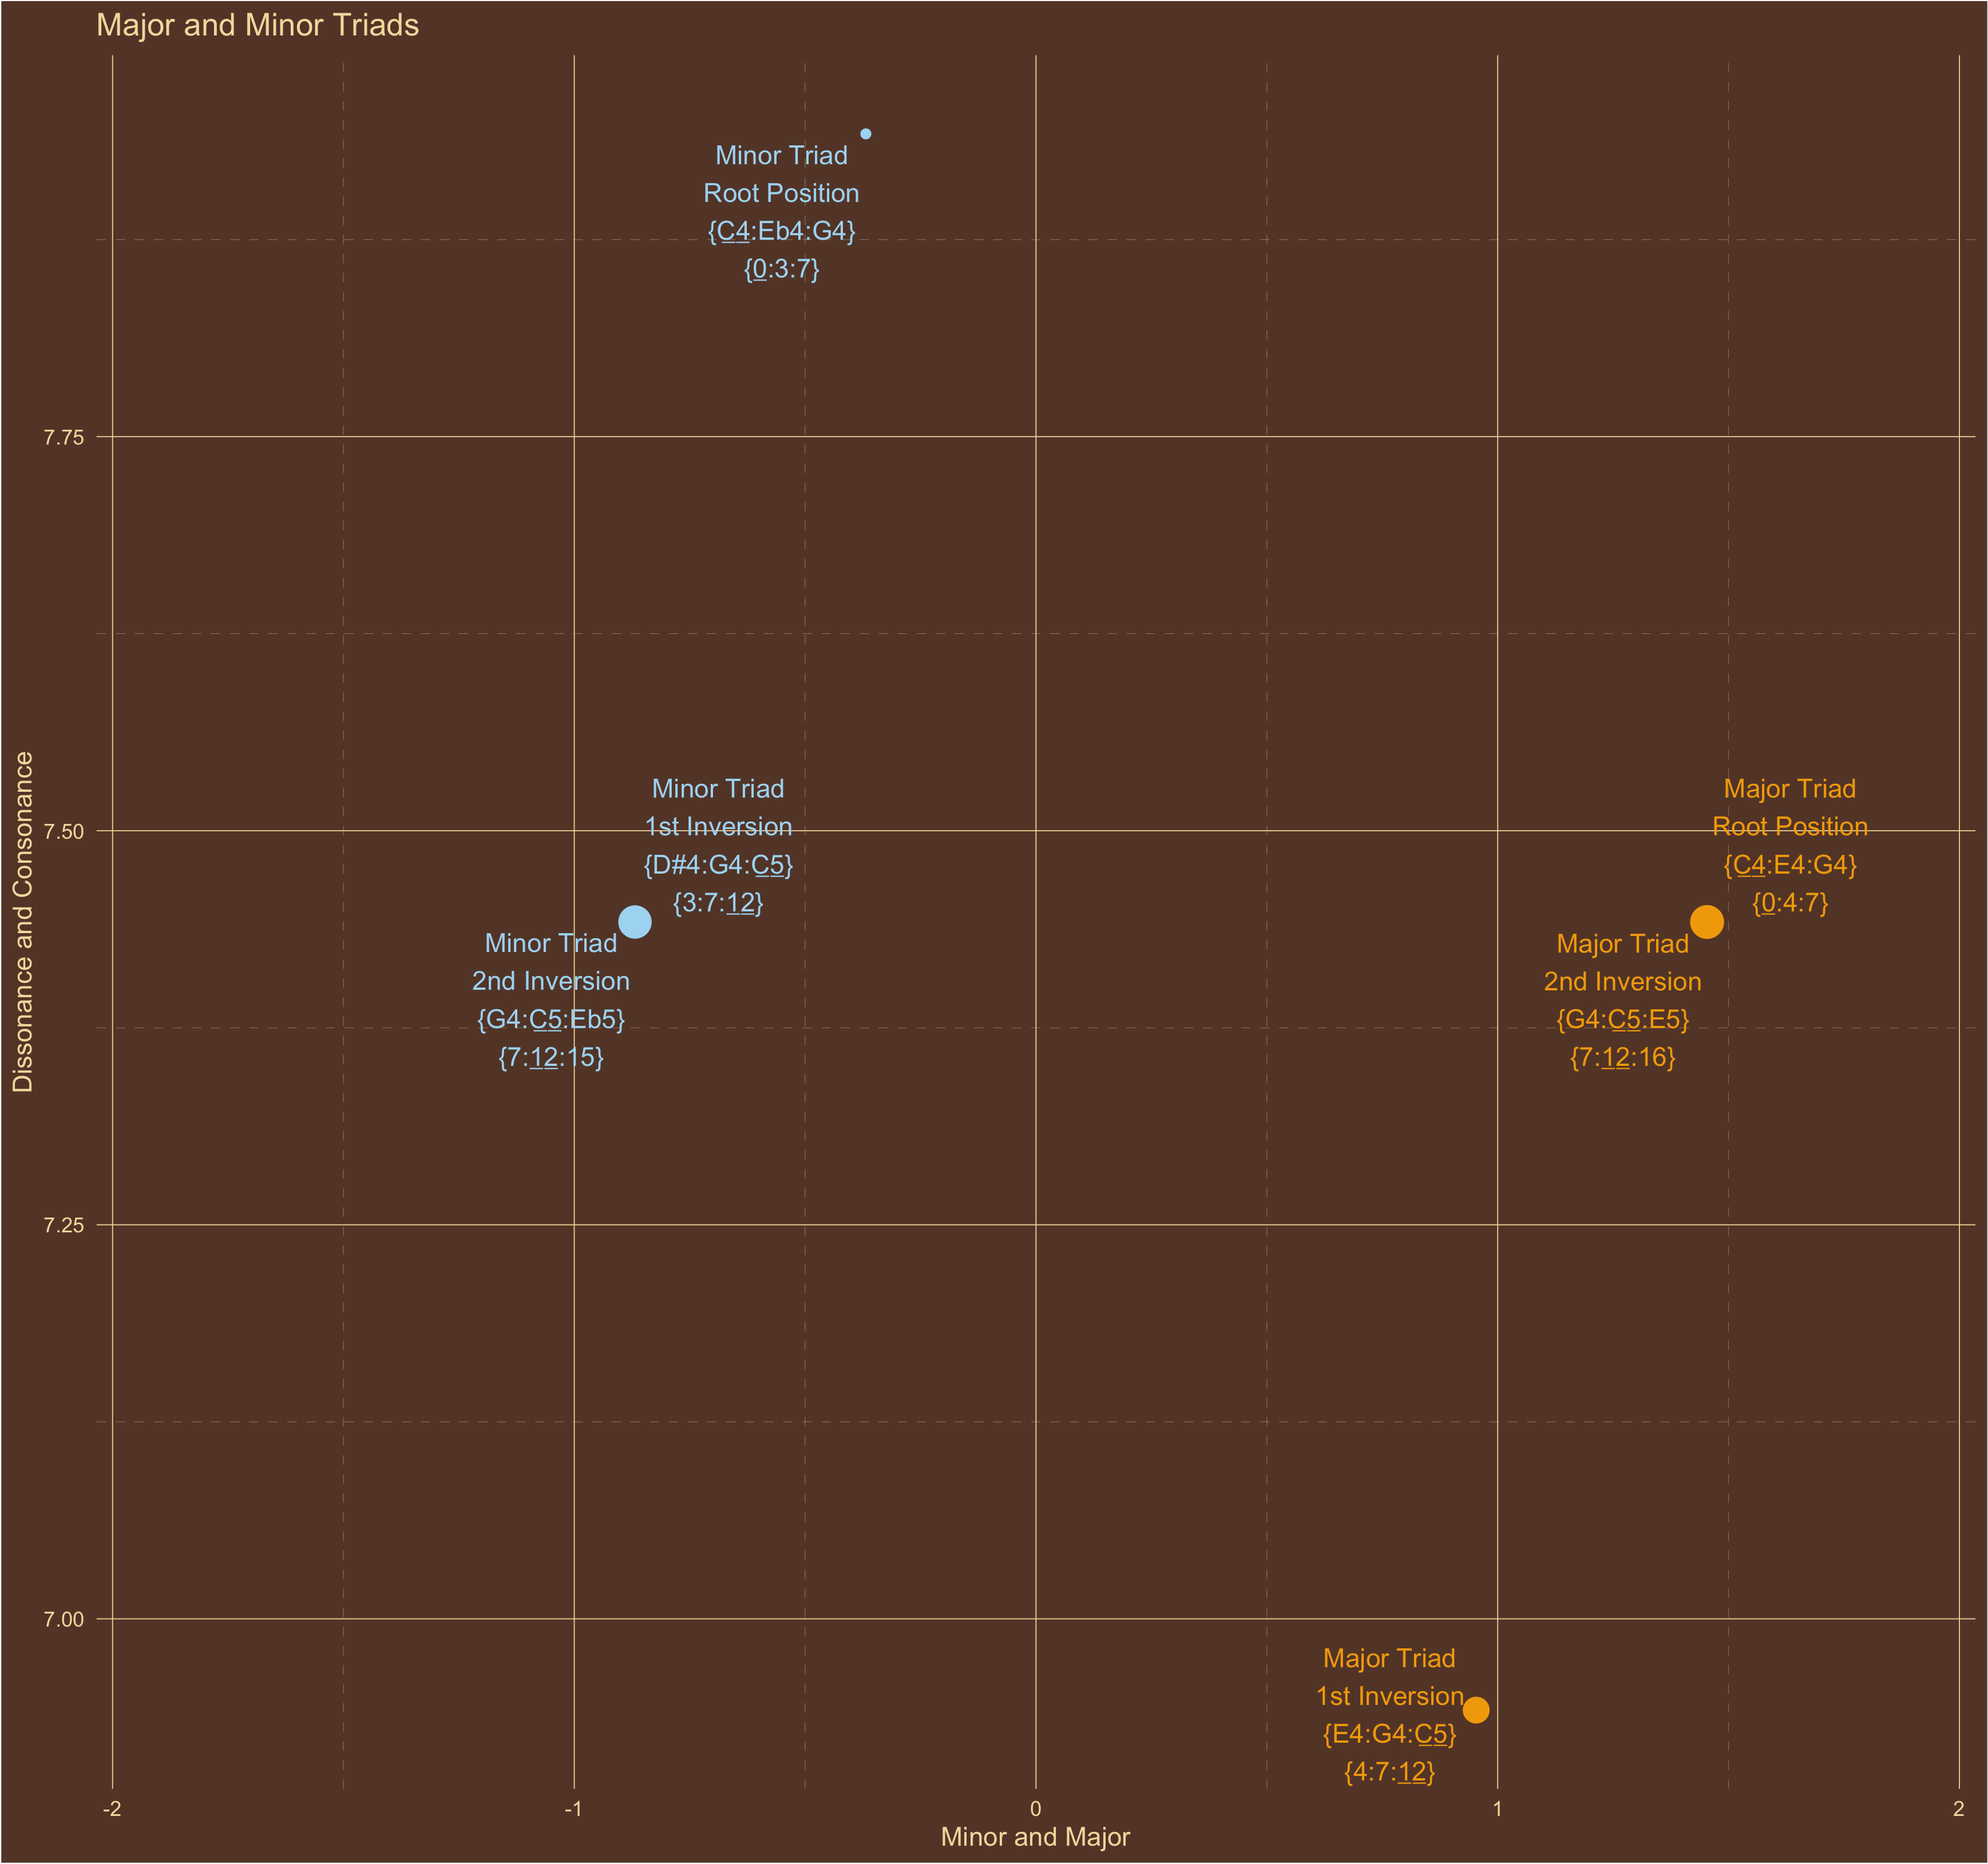 Major and Minor Triads
Minor Triad
Root Position
{C4:Eb4:G4}
{0:3:7}
7.75
Minor Triad
1st Inversion
{D#4:G4:C5}
{3:7:12}
Major Triad
Root Position
{C4:E4:G4}
{0:4:7}
7.50
Minor Triad
2nd Inversion
{G4:C5:Eb5}
{7:12:15}
Major Triad
2nd Inversion
{G4:C5:E5}
{7:12:16}
Dissonance and Consonance
7.25
7.00
Major Triad
1st Inversion
{E4:G4:C5}
{4:7:12}
-2 -1 0 1 2
Minor and Major